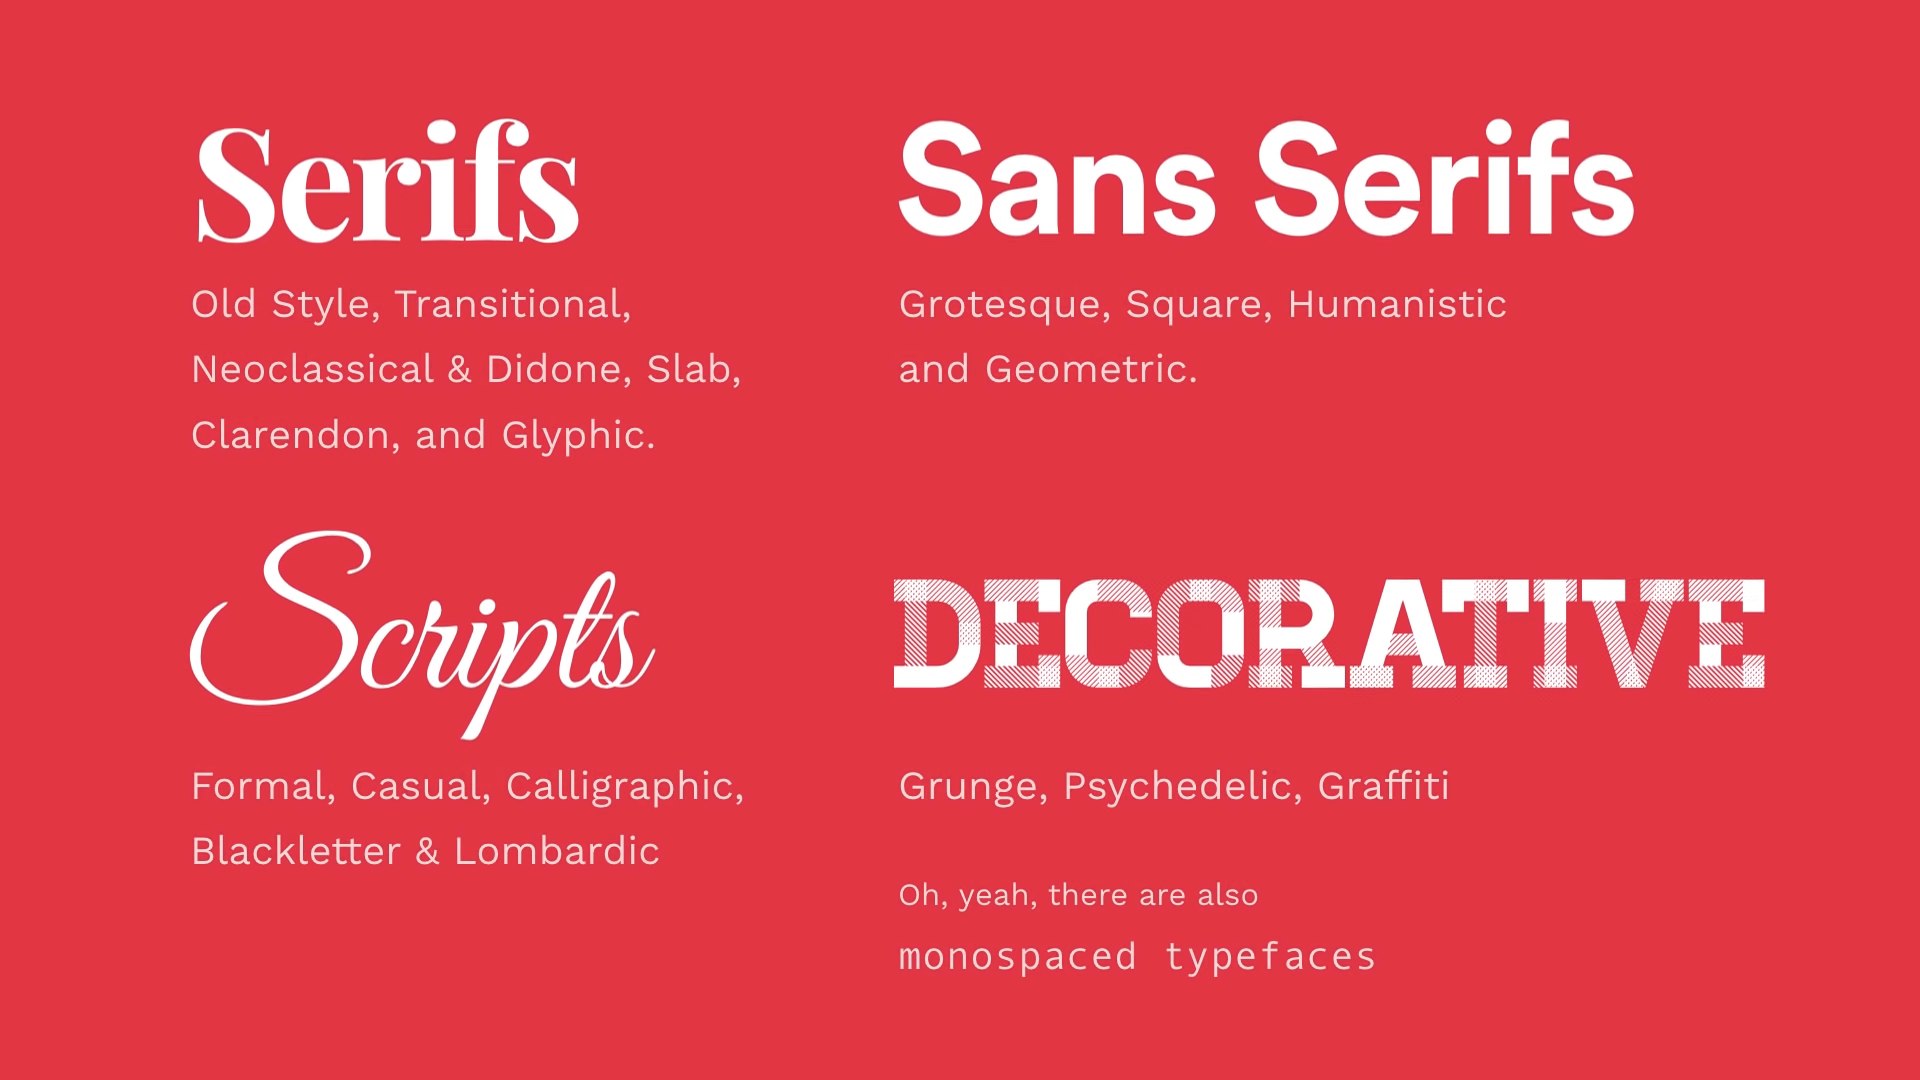 Serifs
Old Style, Transitional,
Neoclassical & Didone, Slab,
Clarendon, and Glyphic.
Sans Serifs
Grotesque, Square, Humanistic
and Geometric.
Scripts
Formal, Casual, Calligraphic,
Blackletter & Lombardic
DECORATIVE
Grunge, Psychedelic, Graffiti
Oh, yeah, there are also
monospaced typefaces